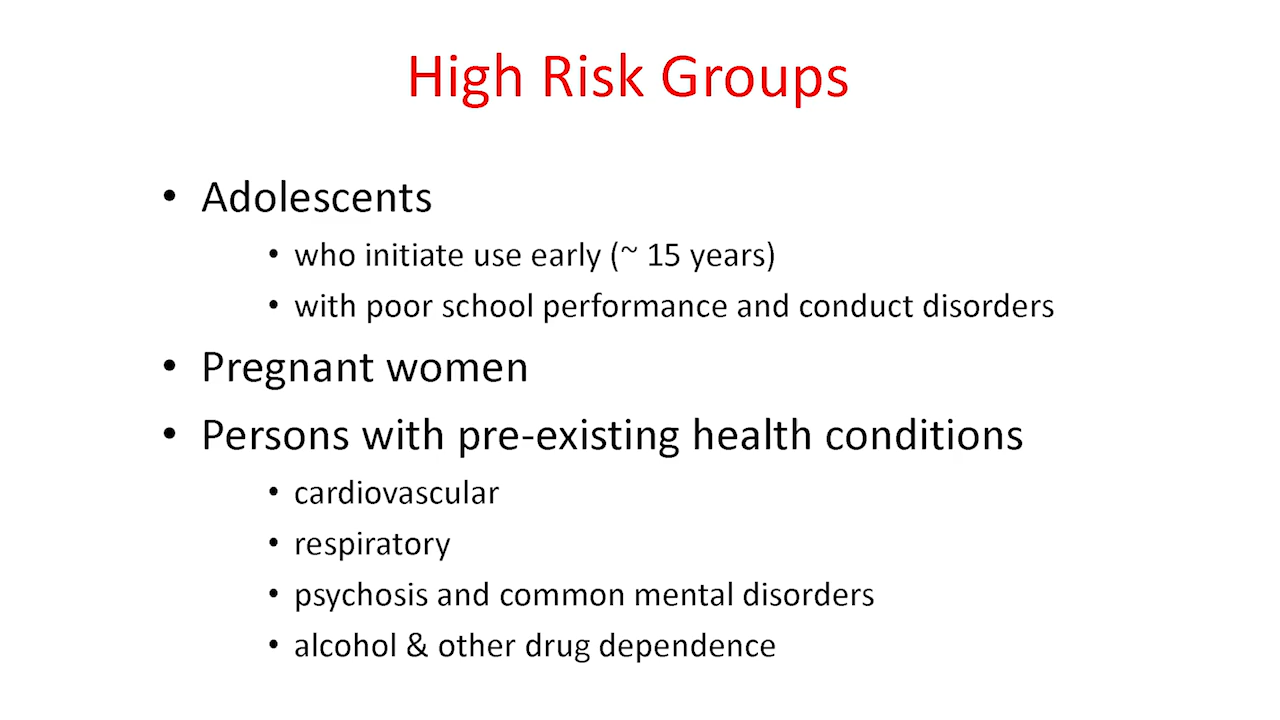 High Risk Groups
• Adolescents
• who initiate use early (~ 15 years)
• with poor school performance and conduct disorders
• Pregnant women
• Persons with pre-existing health conditions
• cardiovascular
• respiratory
• psychosis and common mental disorders
• alcohol & other drug dependence